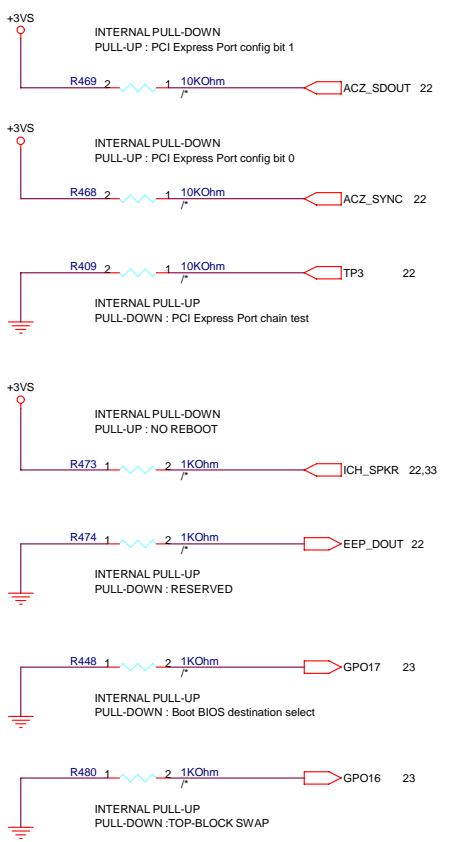 +3VS
INTERNAL PULL-DOWN
PULL-UP : PCI Express Port config bit 1
R469 2 1 10KOhm
/*
ACZ_SDOUT 22
+3VS
INTERNAL PULL-DOWN
PULL-UP : PCI Express Port config bit 0
R468 2 1 10KOhm
/*
ACZ_SYNC 22
R409 2 1 10KOhm
/*
TP3 22
INTERNAL PULL-UP
PULL-DOWN : PCI Express Port chain test
+3VS
INTERNAL PULL-DOWN
PULL-UP : NO REBOOT
R473 1 2 1KOhm
/*
ICH_SPKR 22,33
R474 1 2 1KOhm
/*
EEP_DOUT 22
INTERNAL PULL-UP
PULL-DOWN : RESERVED
R448 1 2 1KOhm
/*
GPO17 23
INTERNAL PULL-UP
PULL-DOWN : Boot BIOS destination select
R480 1 2 1KOhm
/*
GPO16 23
INTERNAL PULL-UP
PULL-DOWN :TOP-BLOCK SWAP